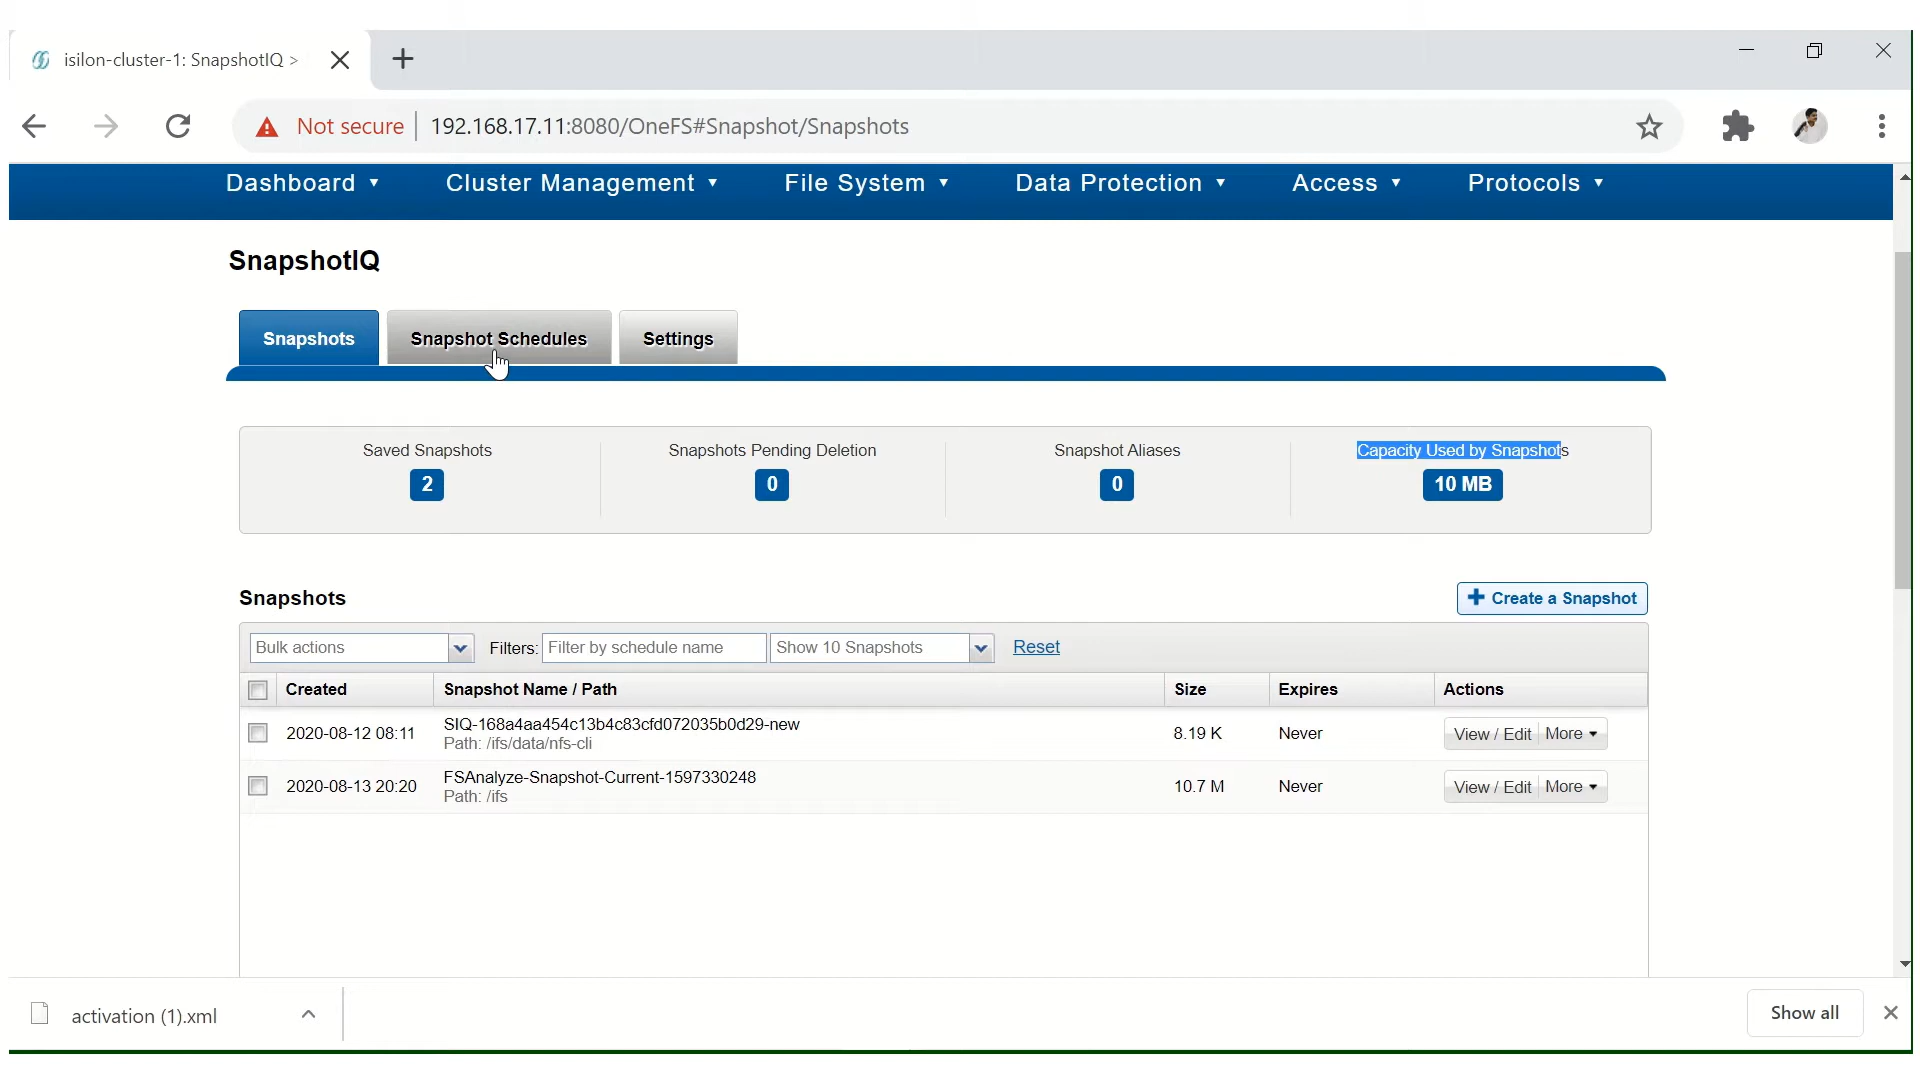 isilon-cluster-1: SnapshotIQ >
Not secure 192.168.17.11:8080/OneFS#Snapshot/Snapshots
Dashboard Cluster Management File System Data Protection Access Protocols
SnapshotIQ
Snapshots Snapshot Schedules Settings
Saved Snapshots Snapshots Pending Deletion Snapshot Aliases Capacity Used by Snapshots
2 0 0 10 MB
Snapshots + Create a Snapshot
Bulk actions Filters: Filter by schedule name Show 10 Snapshots Reset
Created Snapshot Name / Path Size Expires Actions
2020-08-12 08:11 SIQ-168a4aa454c13b4c83cfd072035b0d29-new 8.19 K Never View / Edit More
Path: /ifs/data/nfs-cli
2020-08-13 20:20 FSAnalyze-Snapshot-Current-1597330248 10.7 M Never View / Edit More
Path: /ifs
activation (1).xml Show all